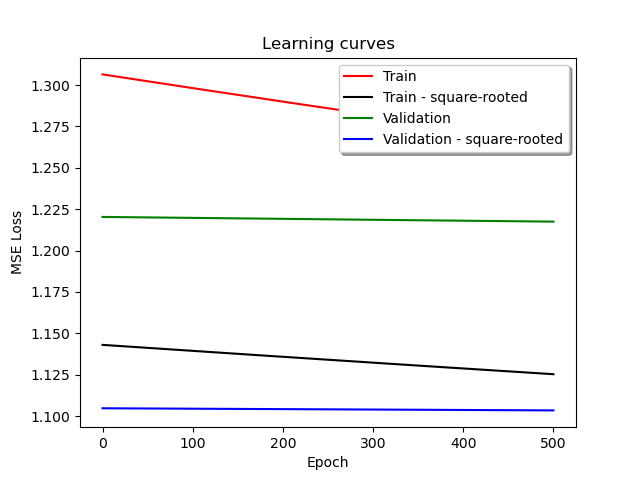 Learning curves
Train
Train - square-rooted
Validation
Validation - square-rooted
MSE Loss
1.300
1.275
1.250
1.225
1.200
1.175
1.150
1.125
1.100
0 100 200 300 400 500
Epoch